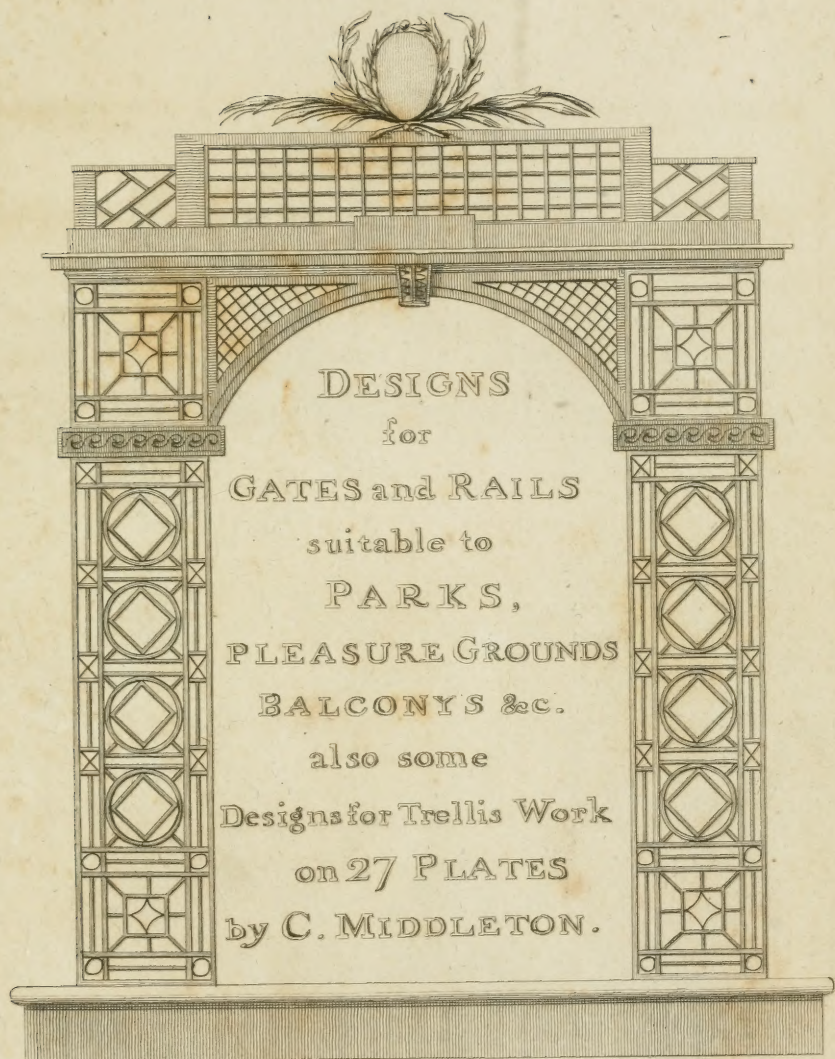 DESIGNS
for
GATES and RAILS
suitable to
PARKS,
PLEASURE GROUNDS
BALCONYS &c.
also some
Designs for Trellis Work
on 27 PLATES
by C. MIDDLETON.